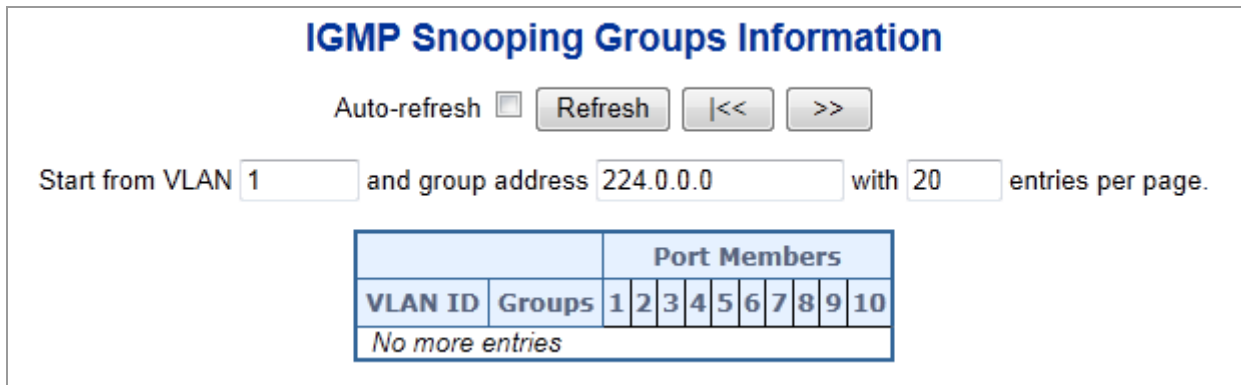 IGMP Snooping Groups Information
Auto-refresh Refresh |<< >>
Start from VLAN 1 and group address 224.0.0.0 with 20 entries per page.
Port Members
VLAN ID Groups 1 2 3 4 5 6 7 8 9 10
No more entries